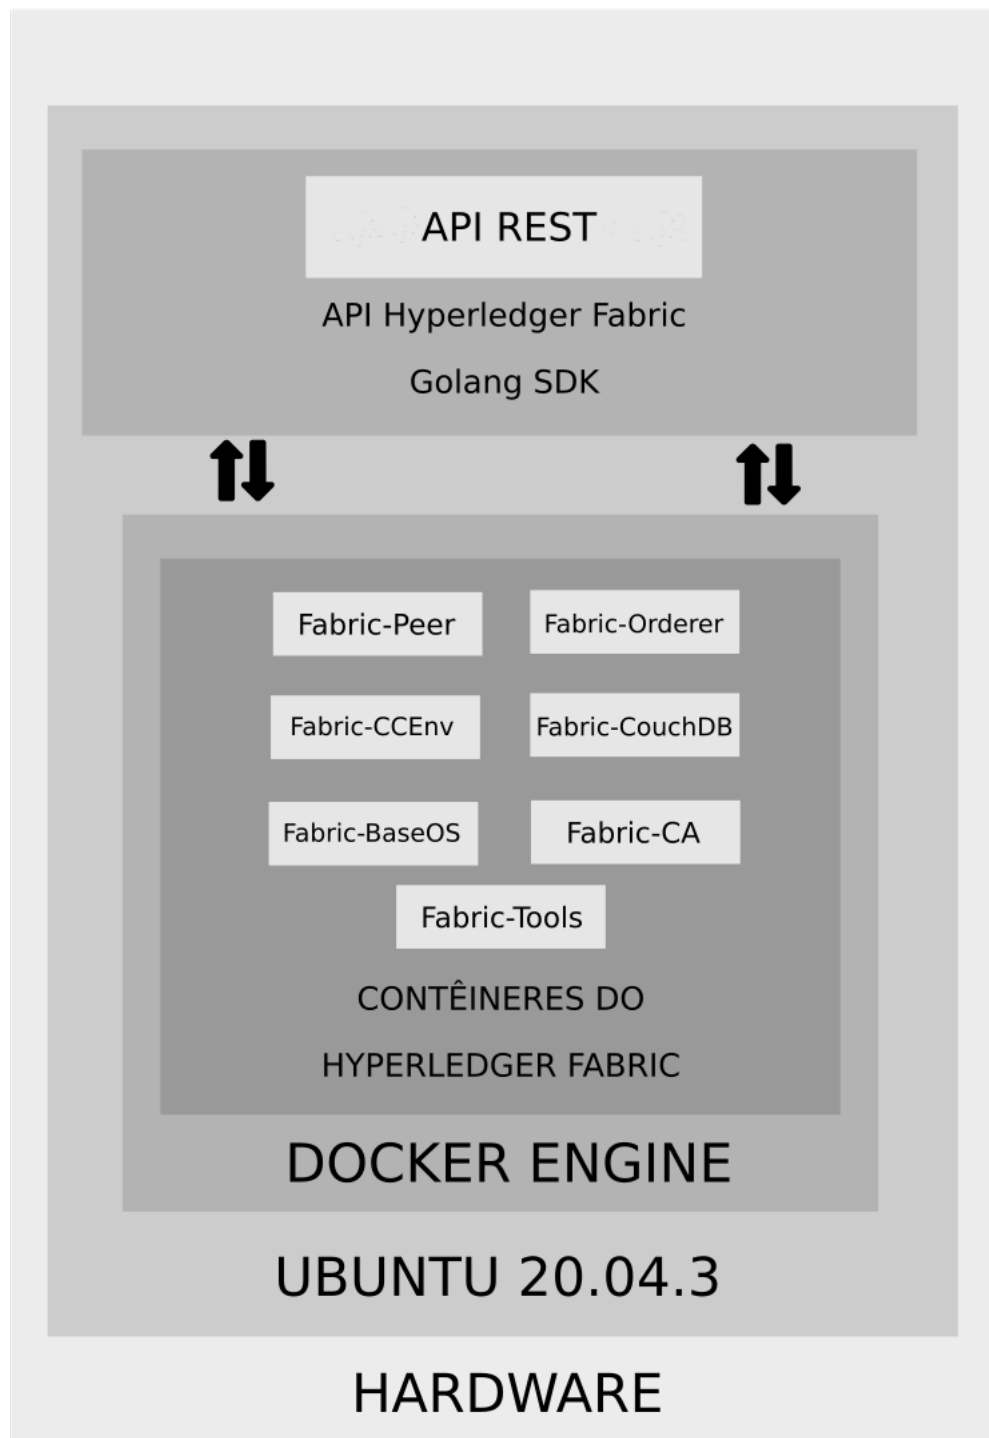 API REST
API Hyperledger Fabric
Golang SDK
Fabric-Peer
Fabric-Orderer
Fabric-CCEnv
Fabric-CouchDB
Fabric-BaseOS
Fabric-CA
Fabric-Tools
CONTÊINERES DO
HYPERLEDGER FABRIC
DOCKER ENGINE
UBUNTU 20.04.3
HARDWARE